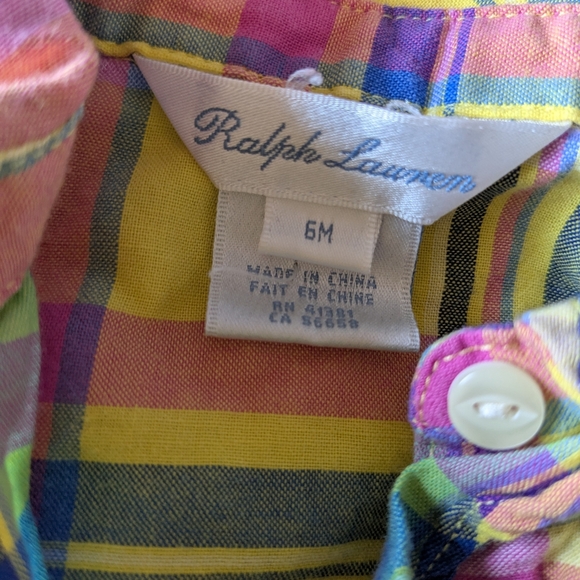 Ralph Lauren
6M
MADE IN CHINA
FAIT EN CHINE
RN 41381
CA 56658